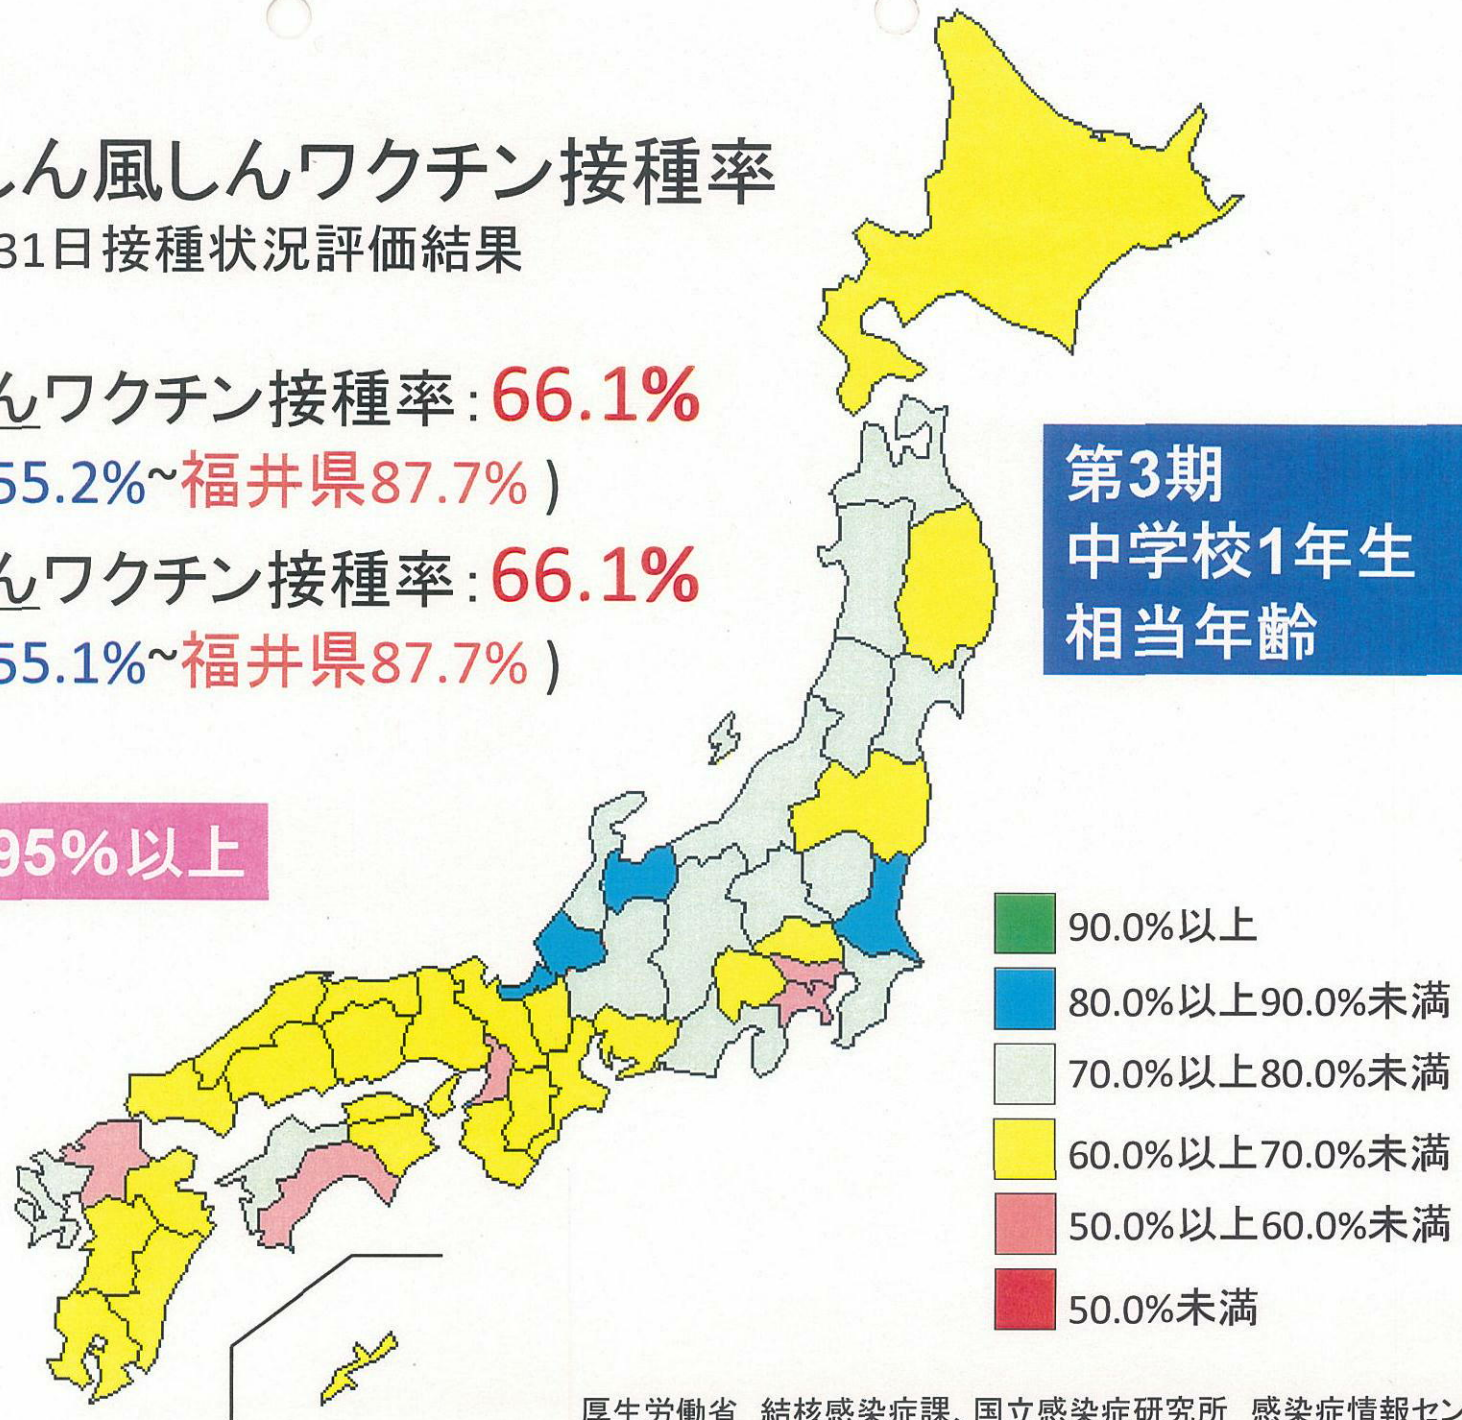 しん風しんワクチン接種率
31日接種状況評価結果
んワクチン接種率:66.1%
55.2%~福井県87.7% )
んワクチン接種率:66.1%
55.1%~福井県87.7% )
第3期
中学校1年生
相当年齢
95%以上
90.0%以上
80.0%以上90.0%未満
70.0%以上80.0%未満
60.0%以上70.0%未満
50.0%以上60.0%未満
50.0%未満
厚生労働省 結核感染症課、国立感染症研究所 感染症情報セン